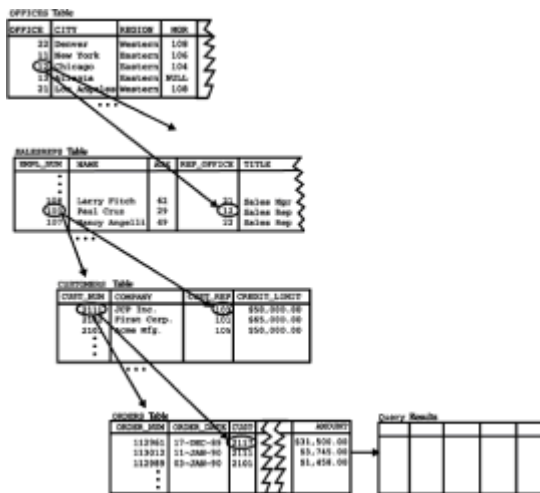 OFFICES Table
OFFICE CITY REGION MGR
22 Denver Western 108
11 New York Eastern 106
12 Chicago Eastern 104
13 Atlanta Eastern NULL
21 Los Angeles Western 108
SALESREPS Table
EMPL_NUM NAME AGE REP_OFFICE TITLE
108 Larry Fitch 62 21 Sales Mgr
103 Paul Cruz 29 12 Sales Rep
107 Nancy Angelli 49 22 Sales Rep
CUSTOMERS Table
CUST_NUM COMPANY CUST_REP CREDIT_LIMIT
2111 JCP Inc. 103 $50,000.00
First Corp. 101 $65,000.00
Acme Mfg. 105 $50,000.00
ORDERS Table
ORDER_NUM ORDER_DATE CUST AMOUNT
112961 17-DEC-89 2117 $31,500.00
113012 11-JAN-90 2111 $3,745.00
112989 03-JAN-90 2101 $1,458.00
Query Results